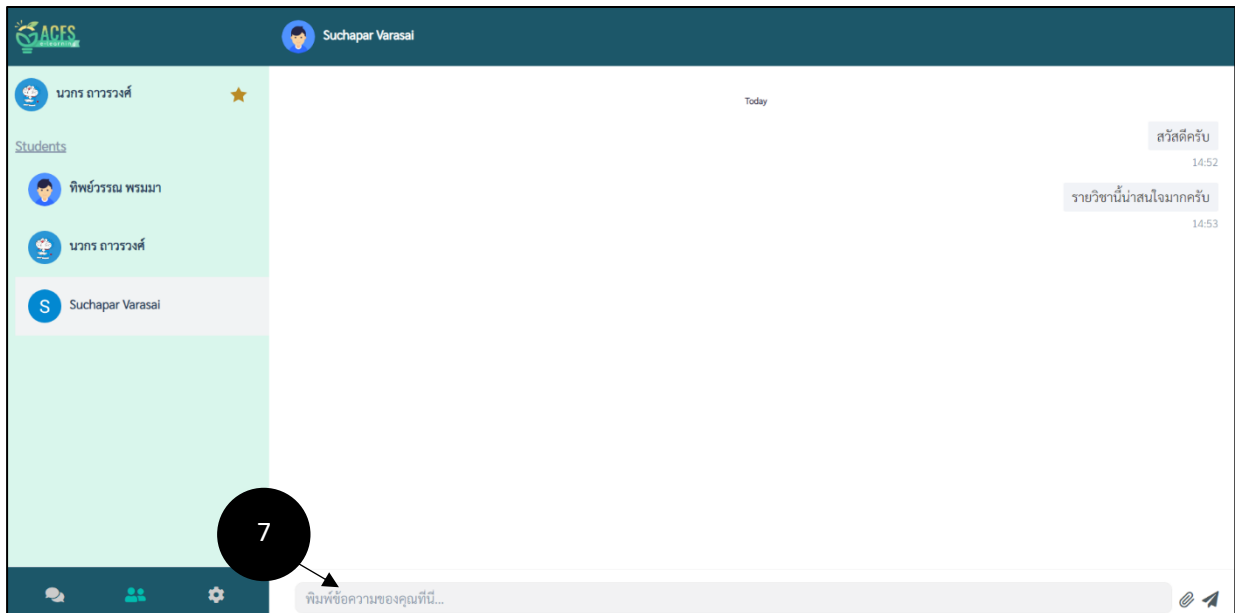 ACES
e-learning
Suchapar Varasai
นวกร ถาวรวงศ์
Students
ทิพย์วรรณ พรมมา
นวกร ถาวรวงศ์
S
Suchapar Varasai
Today
สวัสดีครับ
14:52
รายวิชานี้น่าสนใจมากครับ
14:53
7
พิมพ์ข้อความของคุณที่นี่...